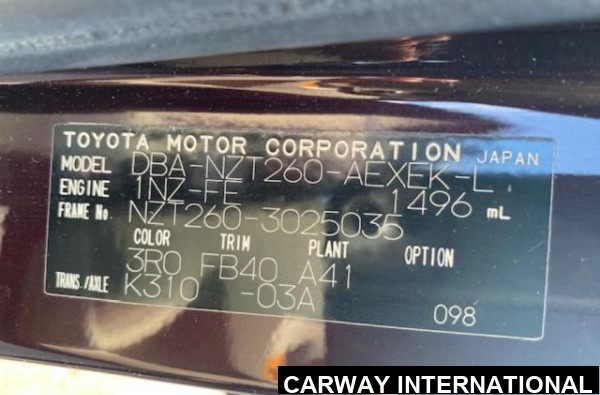 TOYOTA MOTOR CORPORATION JAPAN
MODEL DBA-NZT260-AEXEK-L
ENGINE 1NZ-FE 1496 mL
FRAME No. NZT260-3025035
COLOR TRIM PLANT OPTION
3R0 FB40 A41
TRANS./AXLE K310 -03A
098
CARWAY INTERNATIONAL